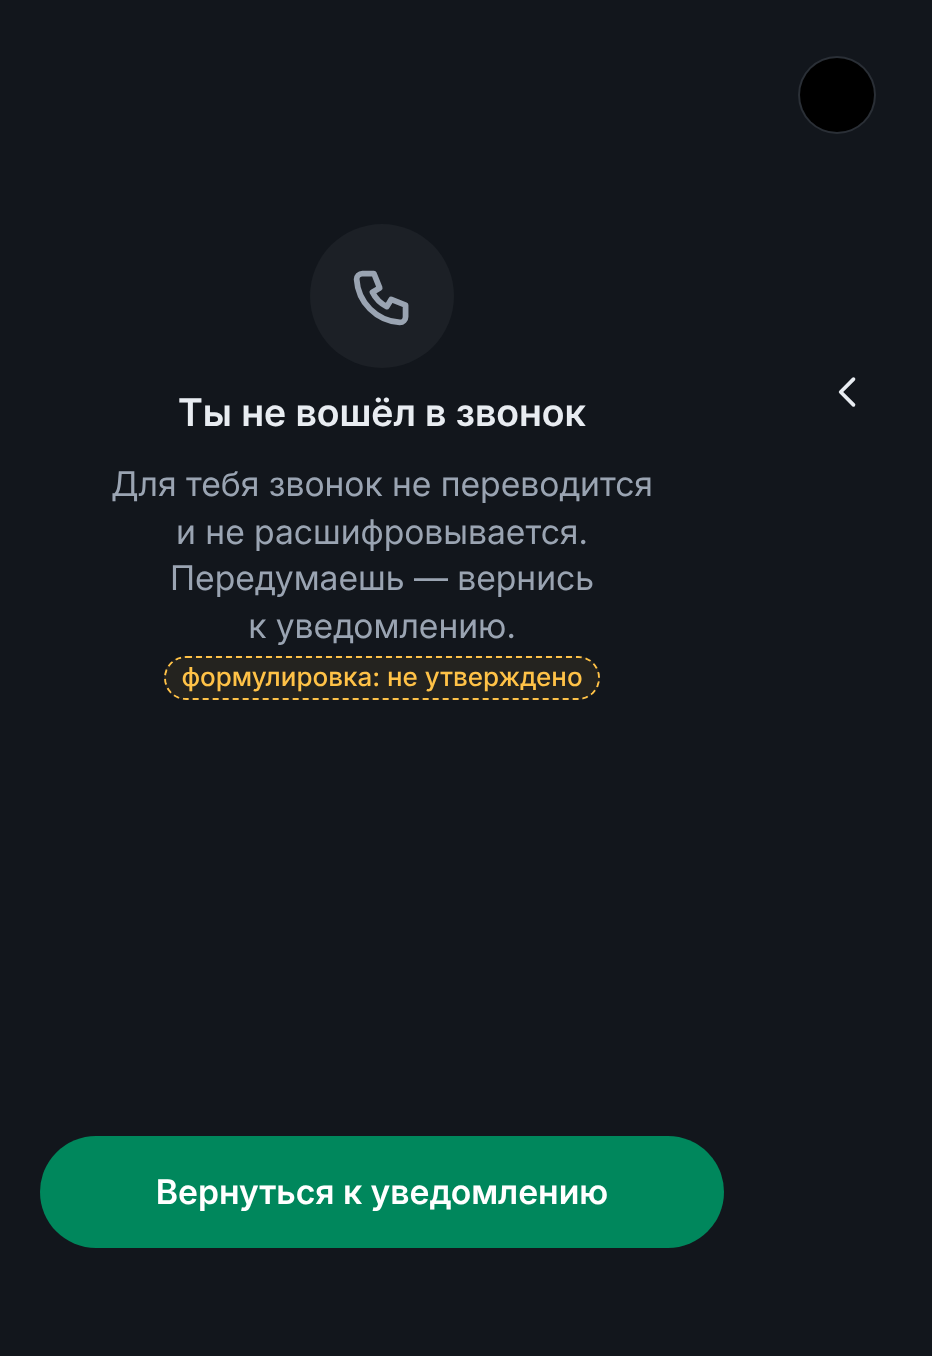 Ты не вошёл в звонок
Для тебя звонок не переводится
и не расшифровывается.
Передумаешь — вернись
к уведомлению.
формулировка: не утверждено
Вернуться к уведомлению